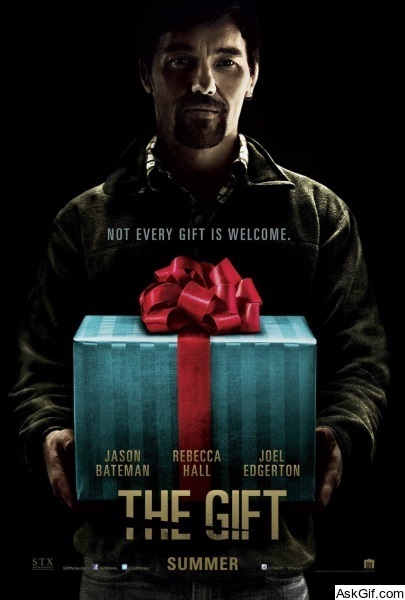 NOT EVERY GIFT IS WELCOME.
JASON BATEMAN
REBECCA HALL
JOEL EDGERTON
THE GIFT
STX
SUMMER
AskGif.com